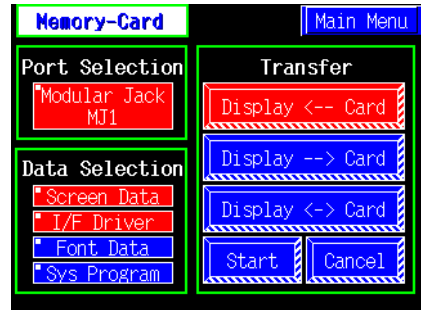 Memory-Card
Main Menu
Port Selection
Modular Jack
MJ1
Data Selection
Screen Data
I/F Driver
Font Data
Sys Program
Transfer
Display <-- Card
Display --> Card
Display <-> Card
Start
Cancel